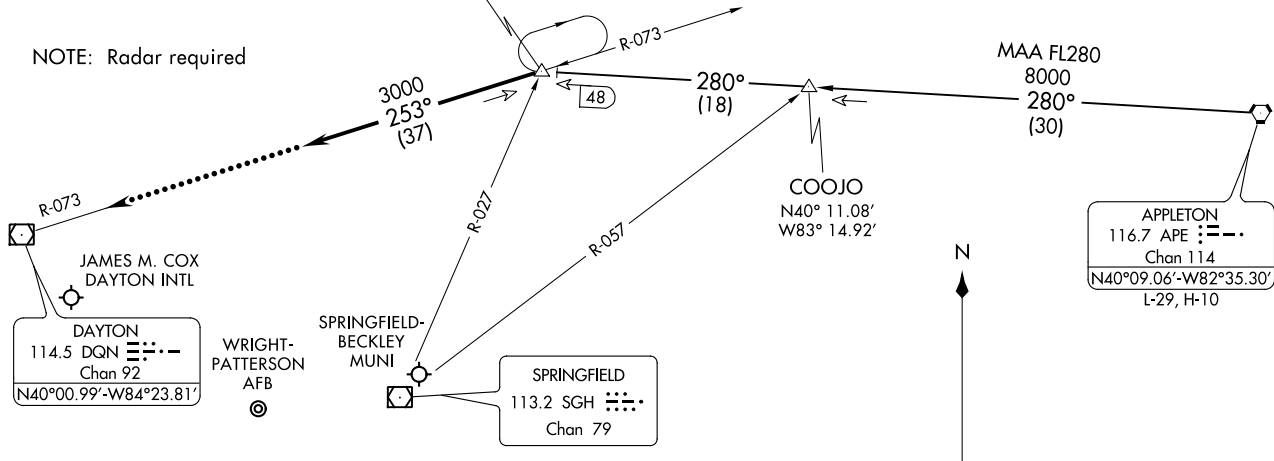 NOTE: Radar required
R-073
3000
253°
(37)
48
280°
(18)
MAA FL280
8000
280°
(30)
R-073
R-027
R-057
COOJO
N40° 11.08'
W83° 14.92'
APPLETON
116.7 APE
Chan 114
N40°09.06'-W82°35.30'
L-29, H-10
N
JAMES M. COX
DAYTON INTL
DAYTON
114.5 DQN
Chan 92
N40°00.99'-W84°23.81'
WRIGHT-
PATTERSON
AFB
SPRINGFIELD-
BECKLEY
MUNI
SPRINGFIELD
113.2 SGH
Chan 79